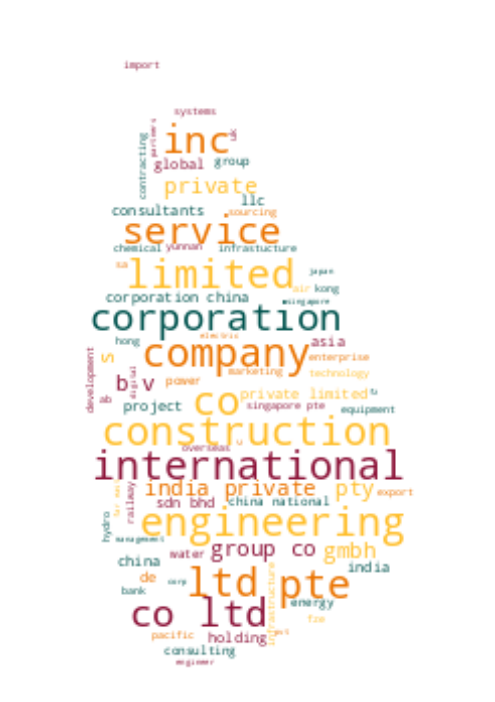 import
systems
inc
uk
partners
contracting
global
group
private
llc
consultants
sourcing
service
chemical
yunnan
infrastucture
sa
limited
japan
air
kong
corporation china
singapore
corporation
electric
hong
company
asia
s
enterprise
development
marketing
technology
b v
power
digital
ab
co
private limited
project
singapore pte
equipment
construction
overseas
international
india private
pty
export
far east
railway
sdn bhd
china national
engineering
hydro
management
group co
gmbh
water
china
india
de
corp
ltd
pte
bank
energy
infrastructure
co ltd
fze
pacific
holding
consulting
engineer